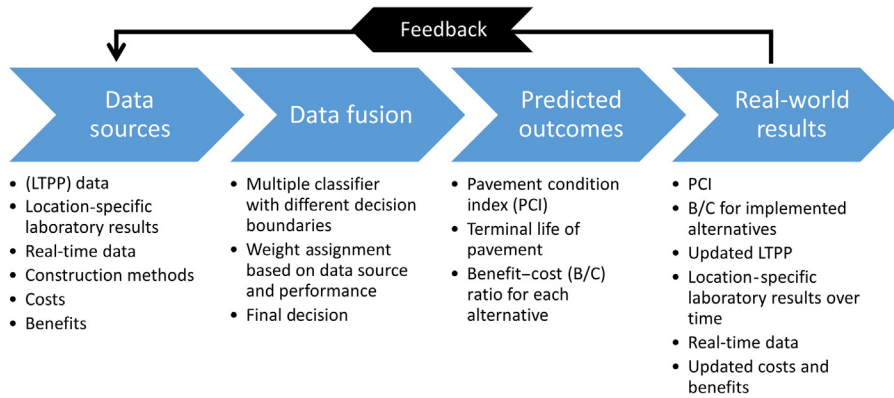 Feedback
Data
sources
Data fusion
Predicted
outcomes
Real-world
results
• (LTPP) data
• Location-specific
laboratory results
• Real-time data
• Construction methods
• Costs
• Benefits
• Multiple classifier
with different decision
boundaries
• Weight assignment
based on data source
and performance
• Final decision
• Pavement condition
index (PCI)
• Terminal life of
pavement
• Benefit–cost (B/C)
ratio for each
alternative
• PCI
• B/C for implemented
alternatives
• Updated LTPP
• Location-specific
laboratory results over
time
• Real-time data
• Updated costs and
benefits